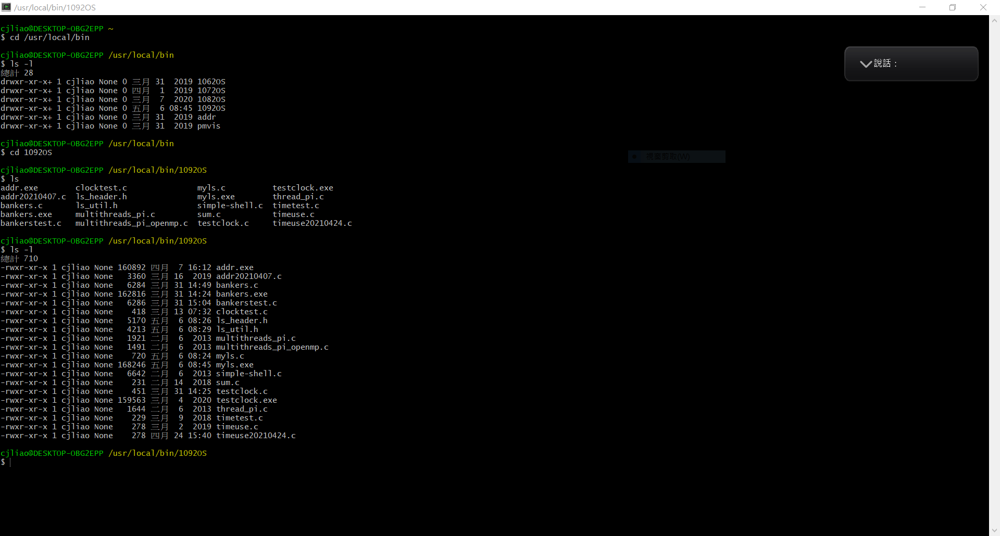 /usr/local/bin/1092OS
cjliao@DESKTOP-OBG2EPP ~
$ cd /usr/local/bin
cjliao@DESKTOP-OBG2EPP /usr/local/bin
$ ls -l
總計 28
drwxr-xr-x+ 1 cjliao None 0 三月 31  2019 1062OS
drwxr-xr-x+ 1 cjliao None 0 四月  1  2019 1072OS
drwxr-xr-x+ 1 cjliao None 0 三月  7  2020 1082OS
drwxr-xr-x+ 1 cjliao None 0 五月  6 08:45 1092OS
drwxr-xr-x+ 1 cjliao None 0 三月 31  2019 addr
drwxr-xr-x+ 1 cjliao None 0 三月 31  2019 pmvis
說話：
cjliao@DESKTOP-OBG2EPP /usr/local/bin
$ cd 1092OS
視窗剪取(W)
cjliao@DESKTOP-OBG2EPP /usr/local/bin/1092OS
$ ls
addr.exe        clocktest.c               myls.c          testclock.exe
addr20210407.c  ls_header.h               myls.exe        thread_pi.c
bankers.c       ls_util.h                 simple-shell.c  timetest.c
bankers.exe     multithreads_pi.c         sum.c           timeuse.c
bankerstest.c   multithreads_pi_openmp.c  testclock.c     timeuse20210424.c
cjliao@DESKTOP-OBG2EPP /usr/local/bin/1092OS
$ ls -l
總計 710
-rwxr-xr-x 1 cjliao None 160892 四月  7 16:12 addr.exe
-rwxr-xr-x 1 cjliao None   3360 三月 16  2019 addr20210407.c
-rwxr-xr-x 1 cjliao None   6284 三月 31 14:49 bankers.c
-rwxr-xr-x 1 cjliao None 162816 三月 31 14:24 bankers.exe
-rwxr-xr-x 1 cjliao None   6286 三月 31 15:04 bankerstest.c
-rwxr-xr-x 1 cjliao None    418 三月 13 07:32 clocktest.c
-rwxr-xr-x 1 cjliao None   5170 五月  6 08:26 ls_header.h
-rwxr-xr-x 1 cjliao None   4213 五月  6 08:29 ls_util.h
-rwxr-xr-x 1 cjliao None   1921 二月  6  2013 multithreads_pi.c
-rwxr-xr-x 1 cjliao None   1491 二月  6  2013 multithreads_pi_openmp.c
-rwxr-xr-x 1 cjliao None    720 五月  6 08:24 myls.c
-rwxr-xr-x 1 cjliao None 168246 五月  6 08:45 myls.exe
-rwxr-xr-x 1 cjliao None   6642 二月  6  2013 simple-shell.c
-rwxr-xr-x 1 cjliao None    231 二月 14  2018 sum.c
-rwxr-xr-x 1 cjliao None    451 三月 31 14:25 testclock.c
-rwxr-xr-x 1 cjliao None 159563 三月  4  2020 testclock.exe
-rwxr-xr-x 1 cjliao None   1644 二月  6  2013 thread_pi.c
-rwxr-xr-x 1 cjliao None    229 三月  9  2018 timetest.c
-rwxr-xr-x 1 cjliao None    278 三月  2  2019 timeuse.c
-rwxr-xr-x 1 cjliao None    278 四月 24 15:40 timeuse20210424.c
cjliao@DESKTOP-OBG2EPP /usr/local/bin/1092OS
$